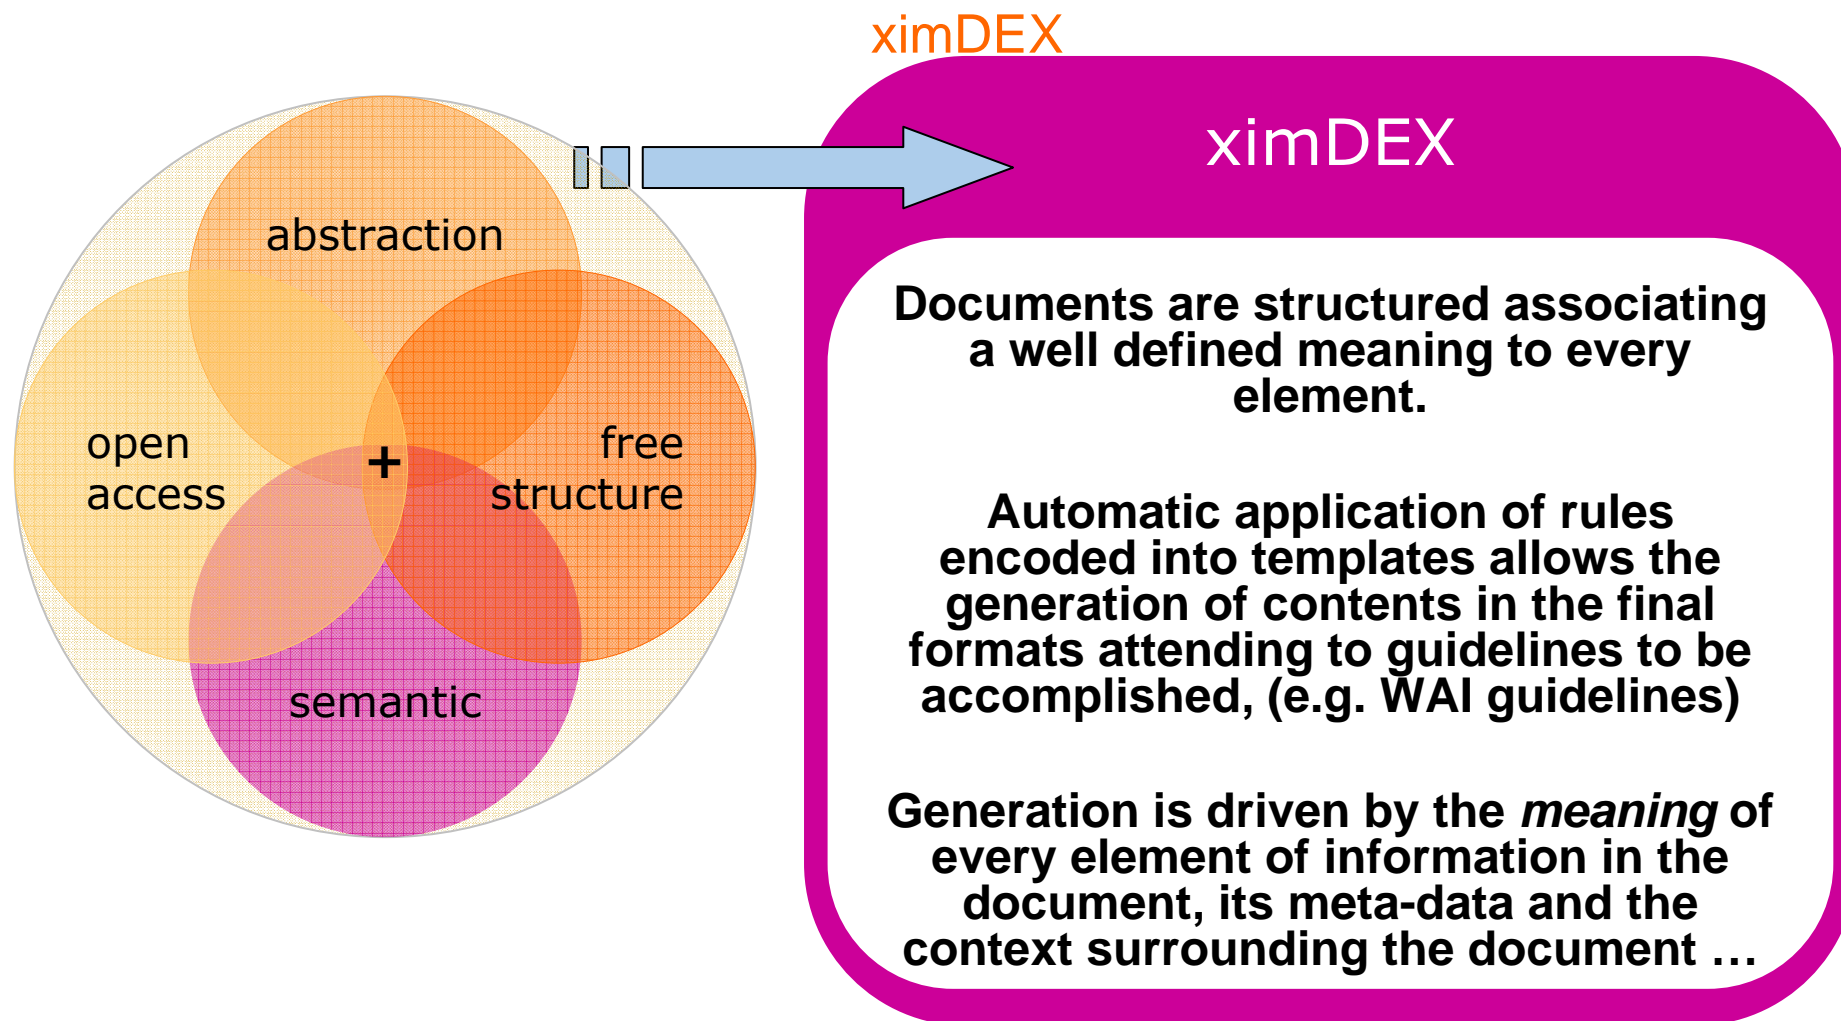 ximDEX
abstraction
open
access
+
free
structure
semantic
ximDEX
Documents are structured associating
a well defined meaning to every
element.
Automatic application of rules
encoded into templates allows the
generation of contents in the final
formats attending to guidelines to be
accomplished, (e.g. WAI guidelines)
Generation is driven by the meaning of
every element of information in the
document, its meta-data and the
context surrounding the document …